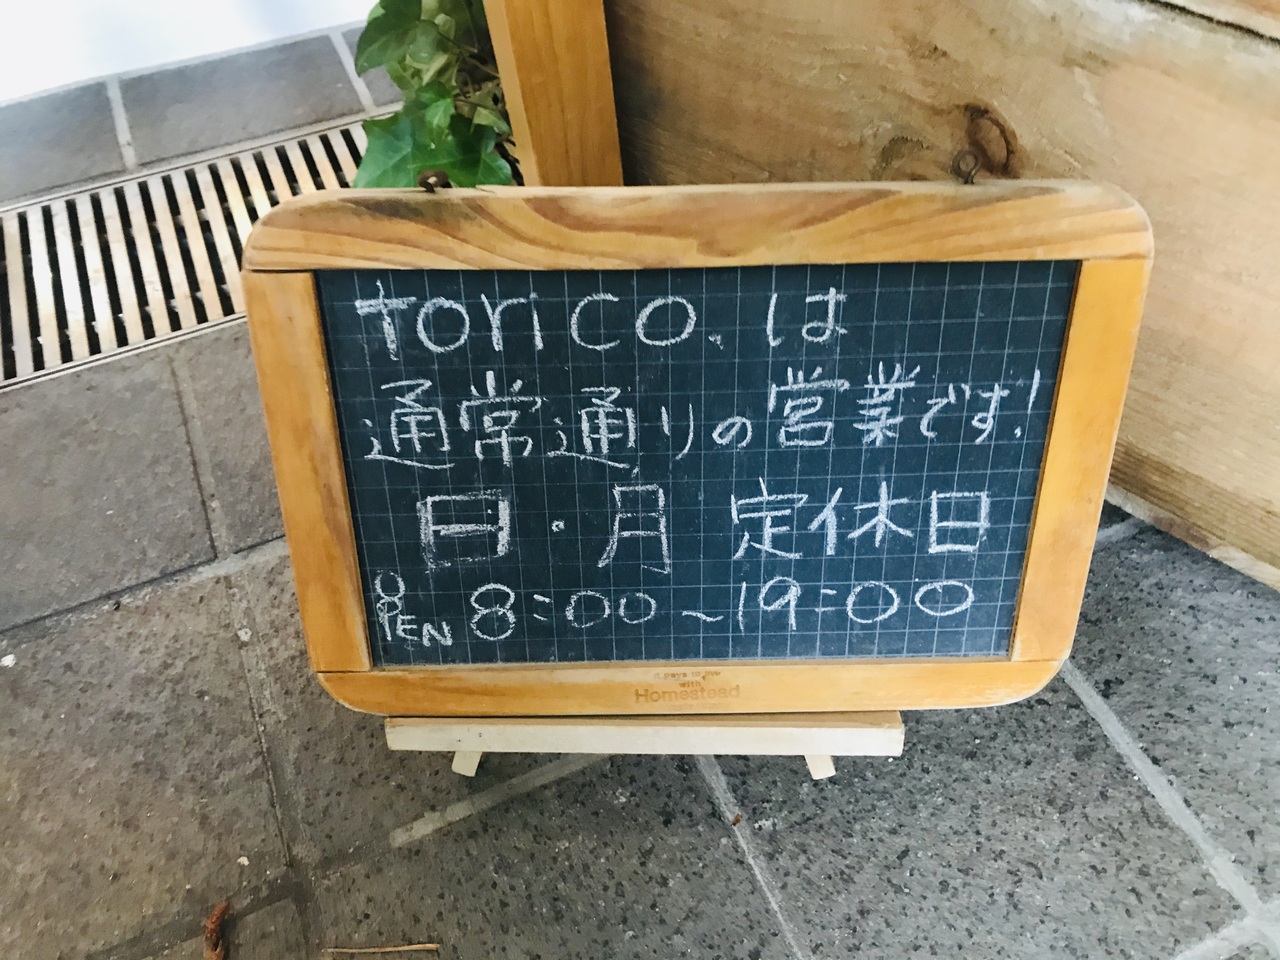 torico.は
通常通りの営業です!
日・月 定休日
OPEN 8:00~19:00
with
Homestead